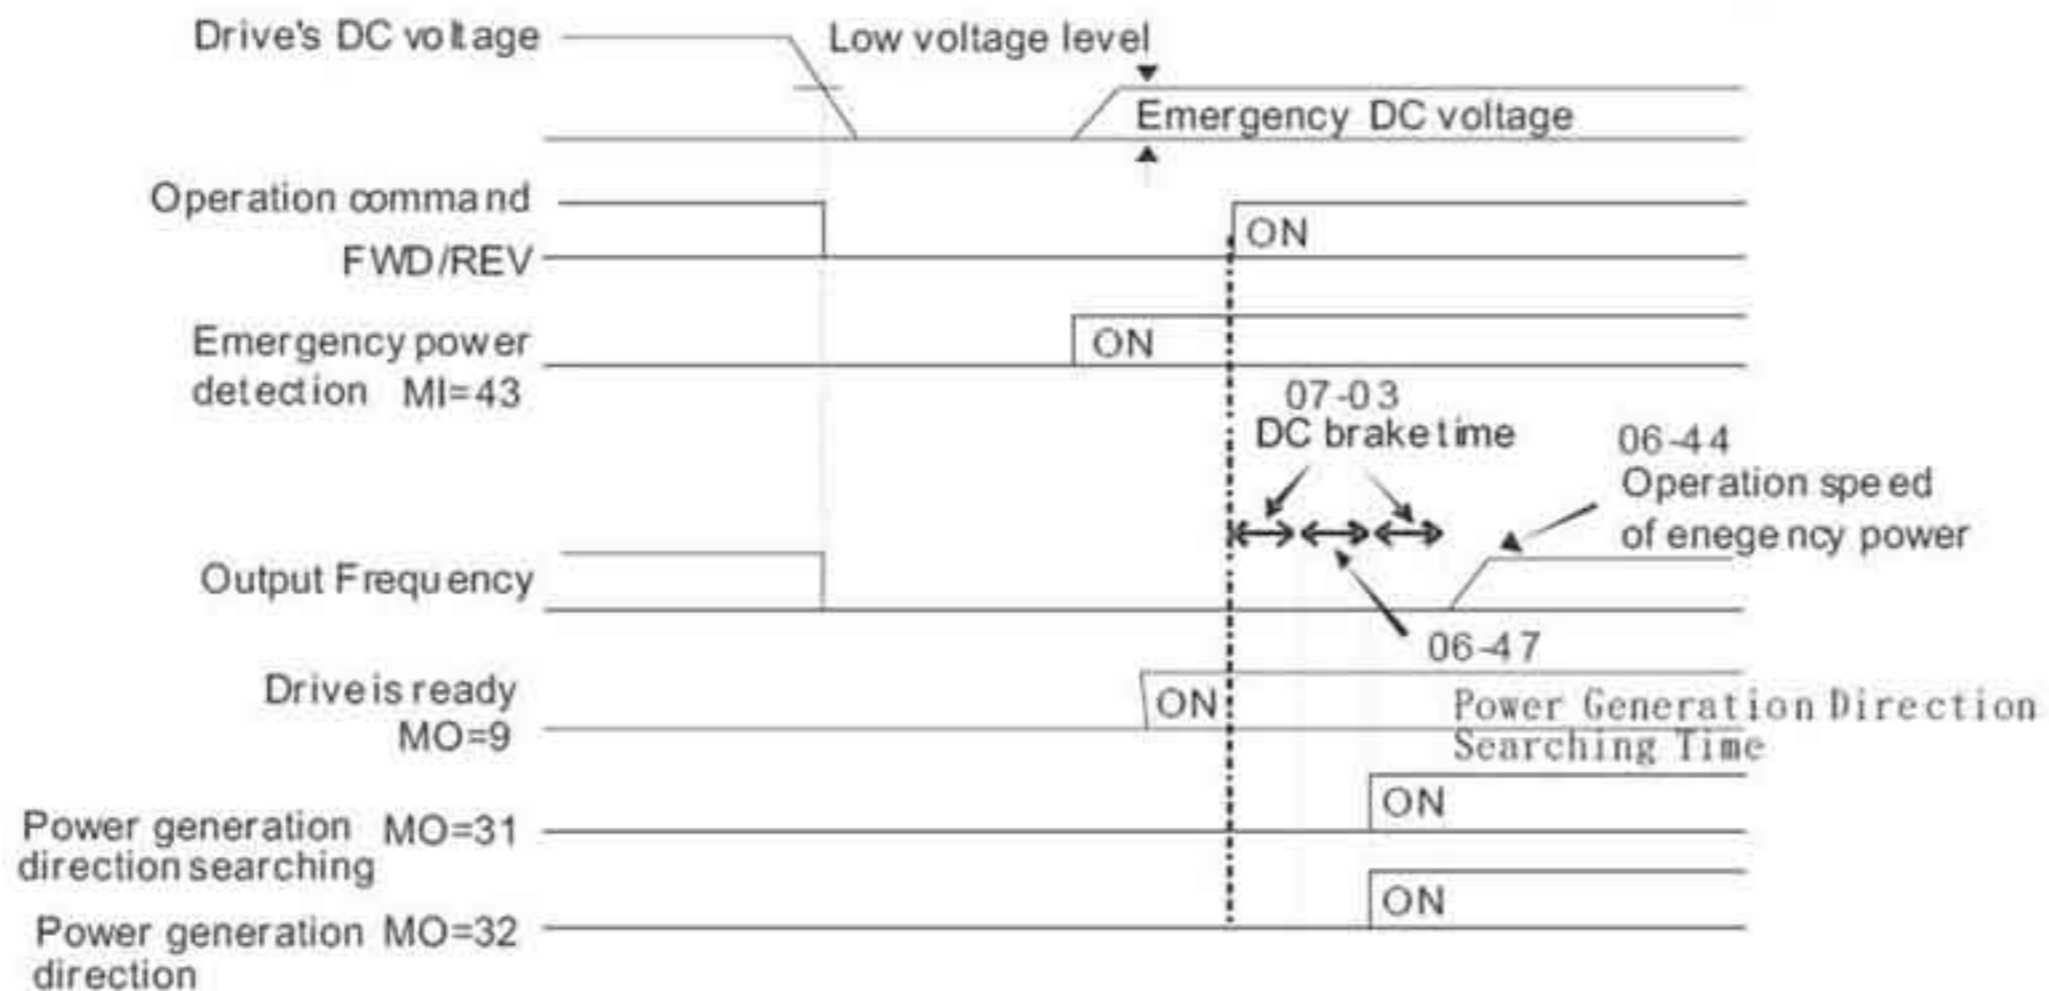 Drive's DC voltage
Low voltage level
Emergency DC voltage
Operation command
FWD/REV
ON
Emergency power
detection MI=43
ON
07-03
DC brake time
06-44
Operation speed
of enegency power
Output Frequency
06-47
Power Generation Direction
Searching Time
Drive is ready
MO=9
ON
Power generation MO=31
direction searching
ON
Power generation MO=32
direction
ON